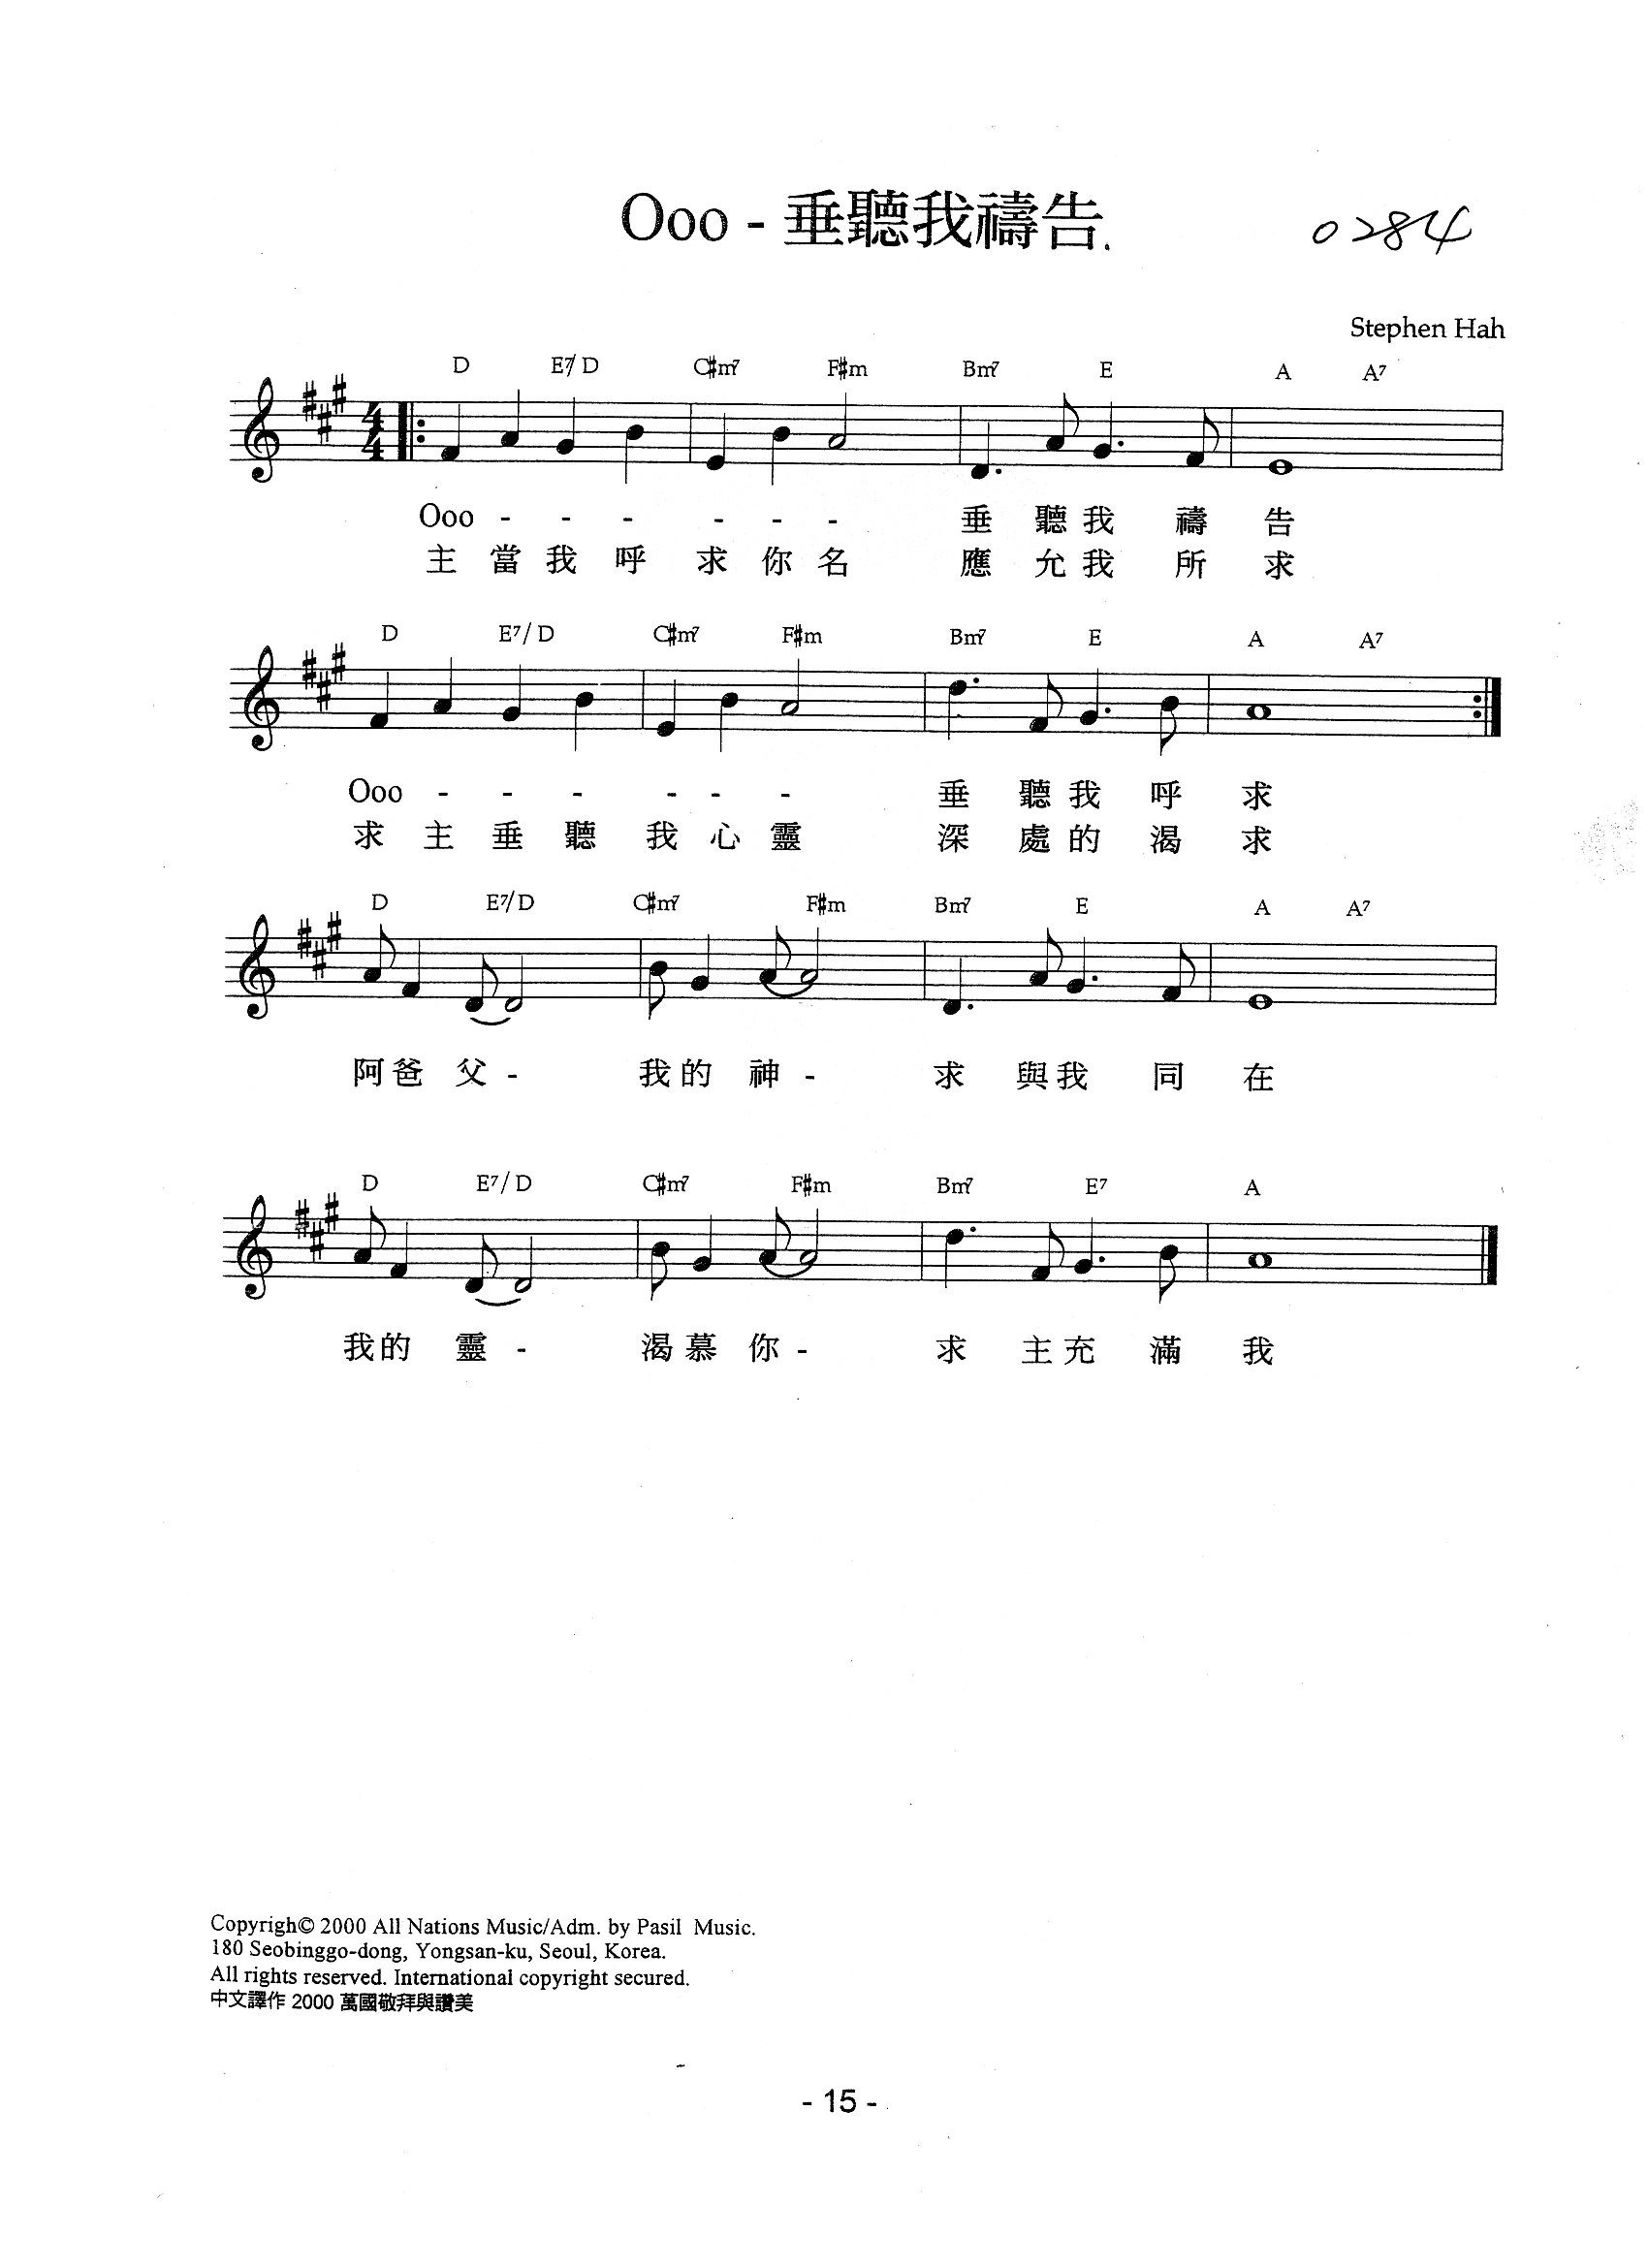 Ooo - 垂聽我禱告
0284
Stephen Hah
D E7/D C#m7 F#m Bm7 E A A7
4/4
Ooo - - - - - - 垂 聽 我 禱 告
主 當 我 呼 求 你 名 應 允 我 所 求
D E7/D C#m7 F#m Bm7 E A A7
Ooo - - - - - - 垂 聽 我 呼 求
求 主 垂 聽 我 心 靈 深 處 的 渴 求
D E7/D C#m7 F#m Bm7 E A A7
阿 爸 父 - 我 的 神 - 求 與 我 同 在
D E7/D C#m7 F#m Bm7 E7 A
我 的 靈 - 渴 慕 你 - 求 主 充 滿 我
Copyrigh© 2000 All Nations Music/Adm. by Pasil Music.
180 Seobinggo-dong, Yongsan-ku, Seoul, Korea.
All rights reserved. International copyright secured.
中文譯作 2000 萬國敬拜與讚美
- 15 -